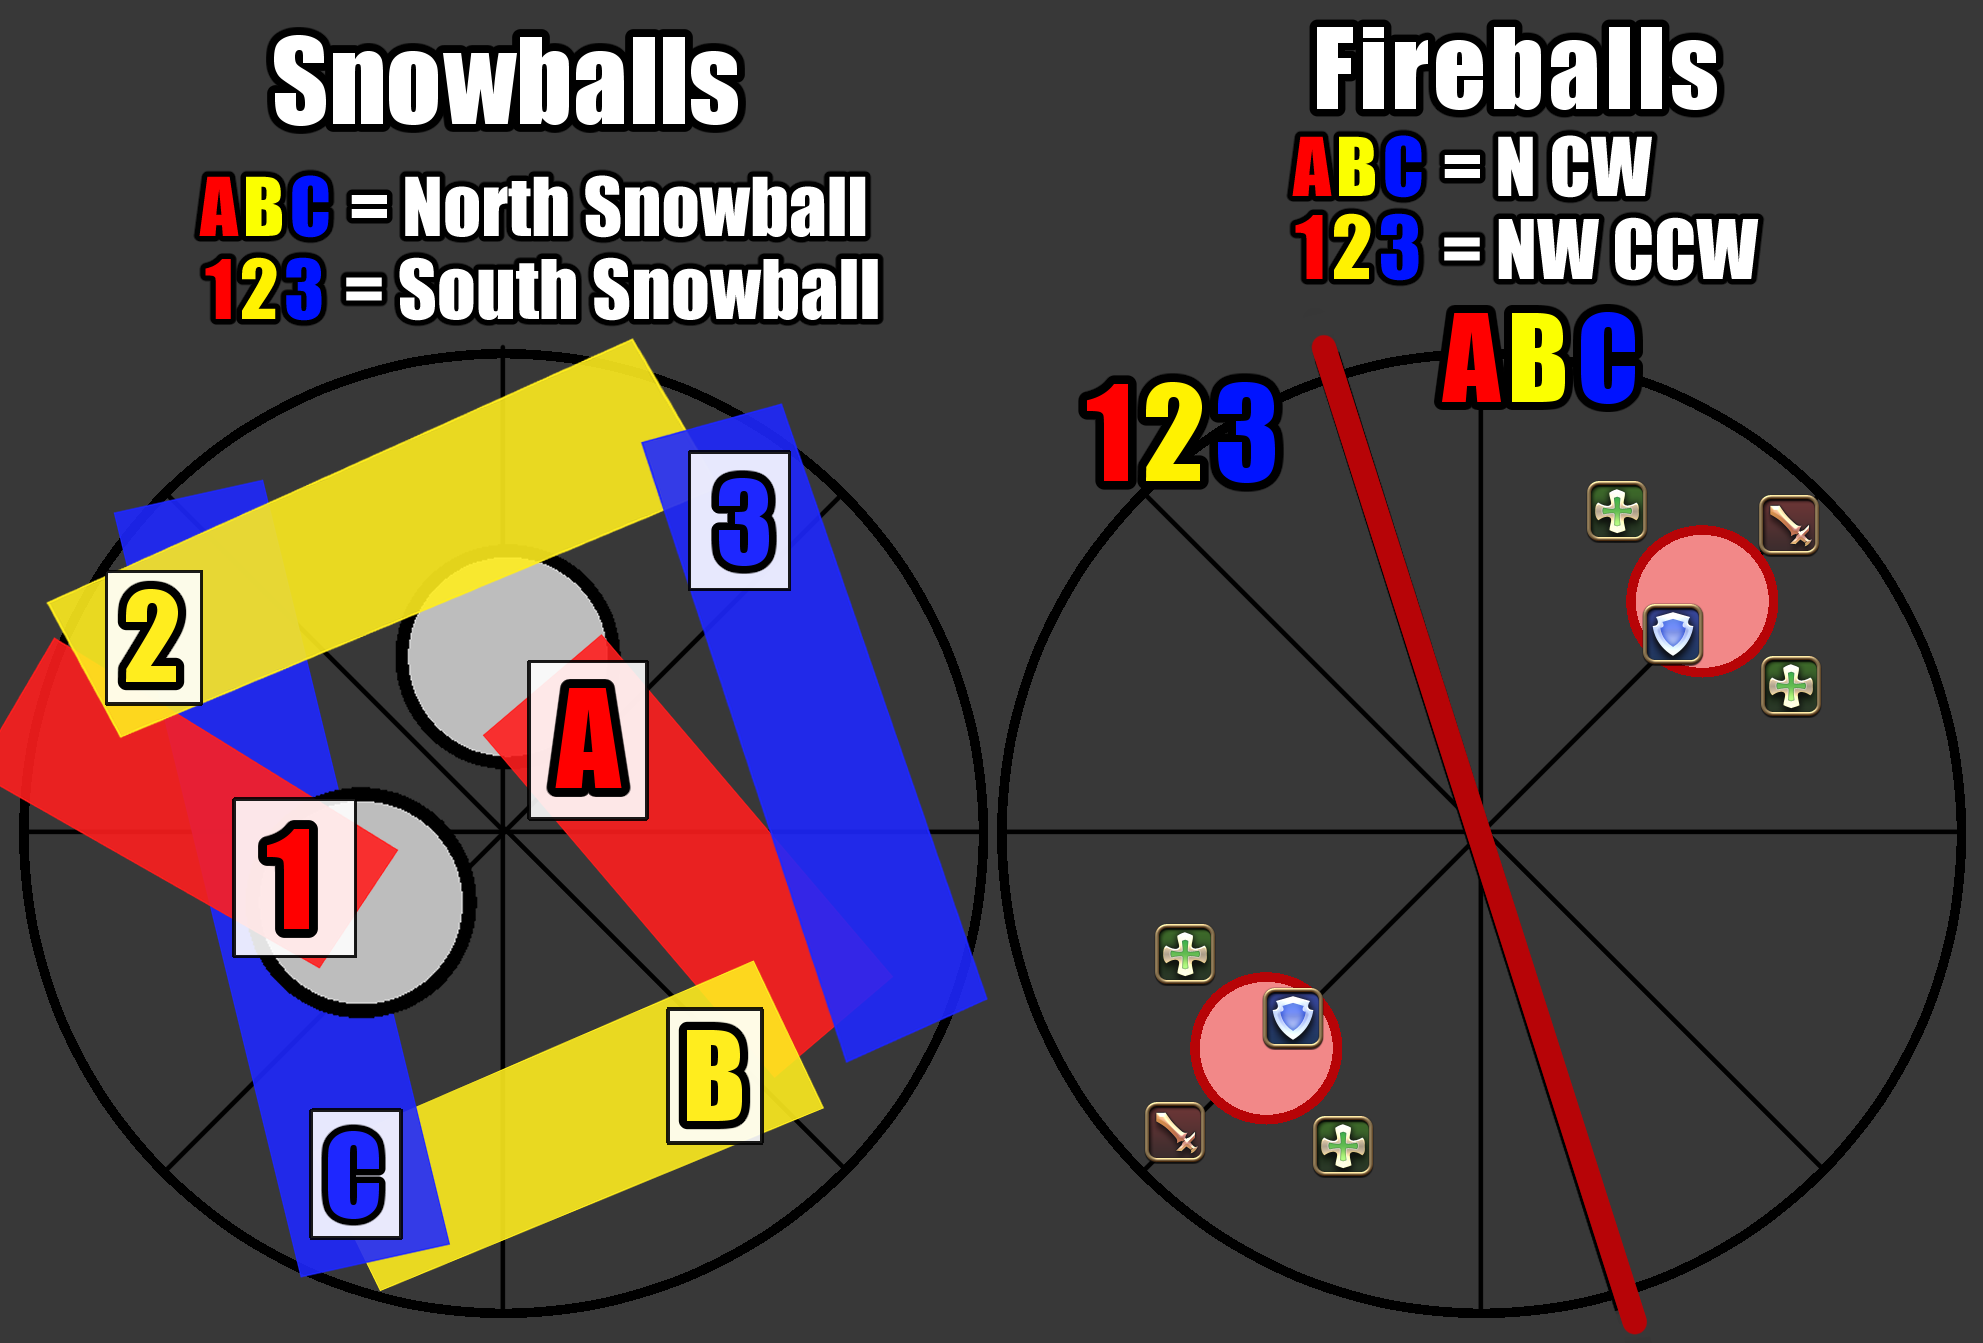 Snowballs
ABC = North Snowball
123 = South Snowball
2
3
A
1
B
C
Fireballs
ABC = N CW
123 = NW CCW
ABC
123